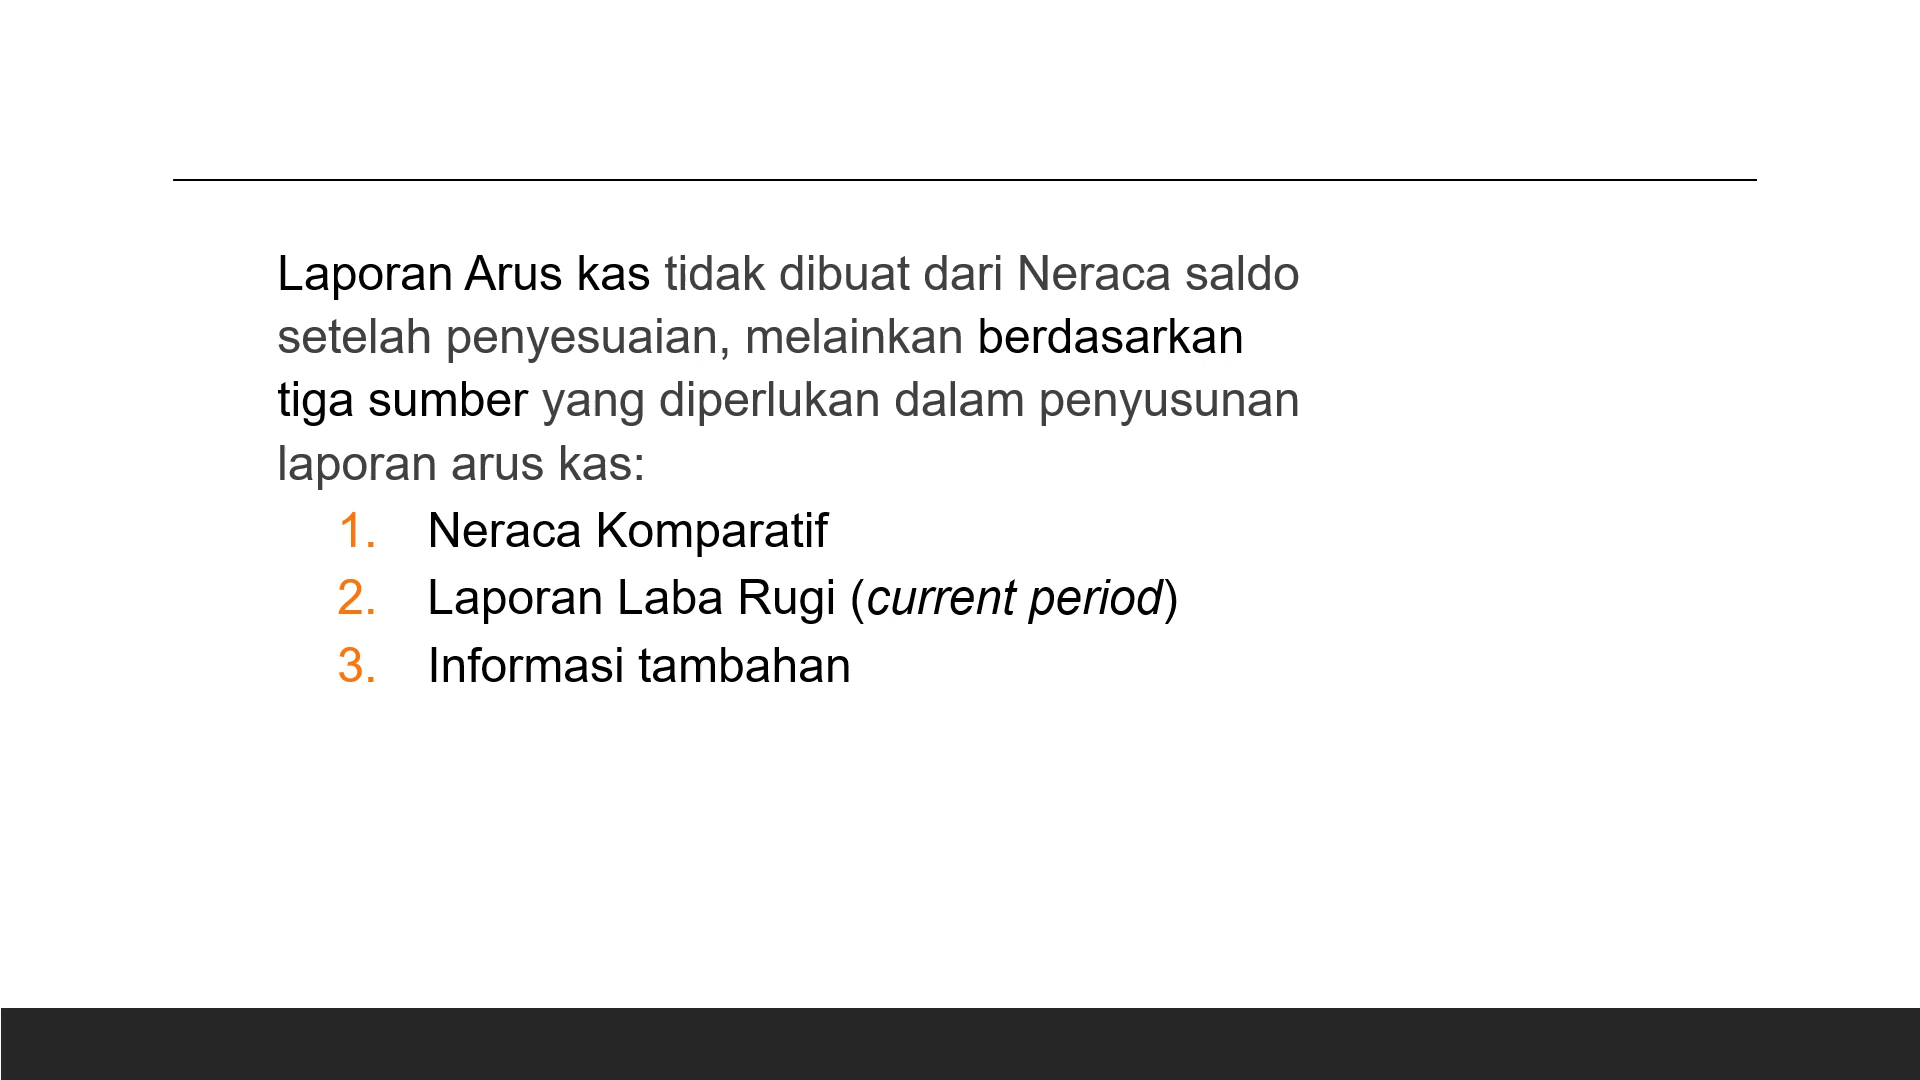 Laporan Arus kas tidak dibuat dari Neraca saldo
setelah penyesuaian, melainkan berdasarkan
tiga sumber yang diperlukan dalam penyusunan
laporan arus kas:
1. Neraca Komparatif
2. Laporan Laba Rugi (current period)
3. Informasi tambahan